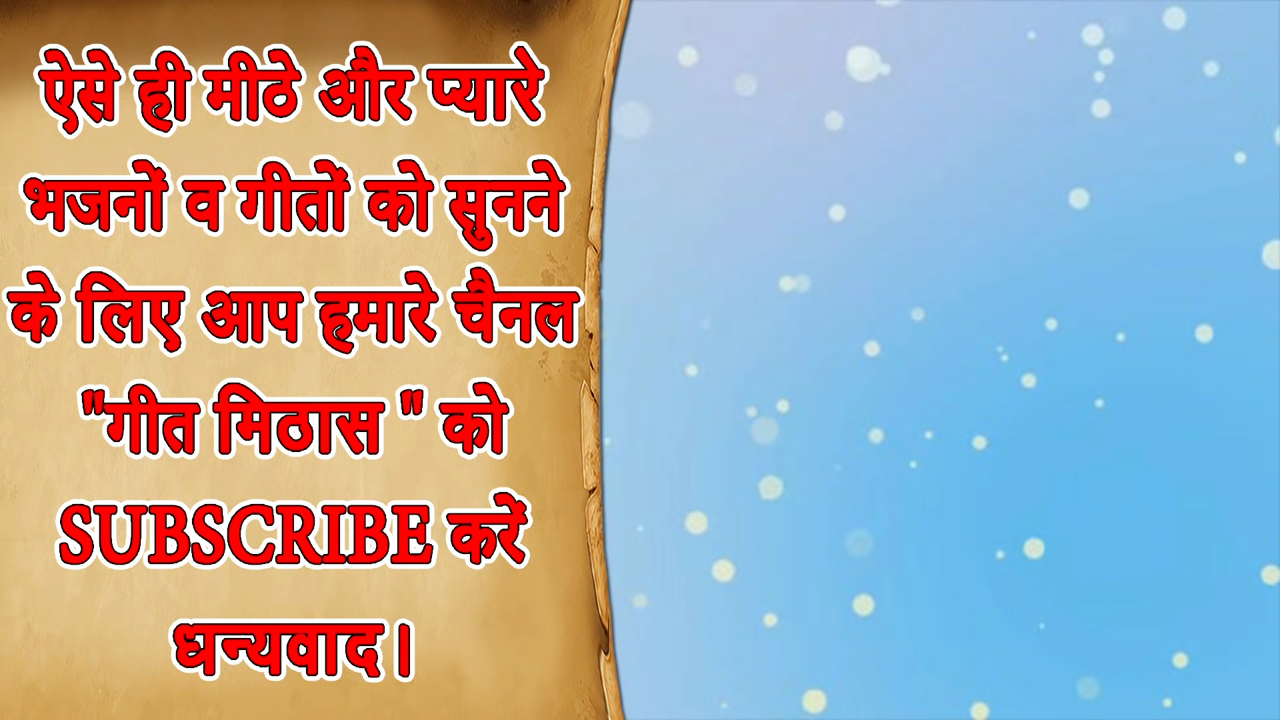 ऐसे ही मीठे और प्यारे
भजनों व गीतों को सुनने
के लिए आप हमारे चैनल
"गीत मिठास " को
SUBSCRIBE करें
धन्यवाद।